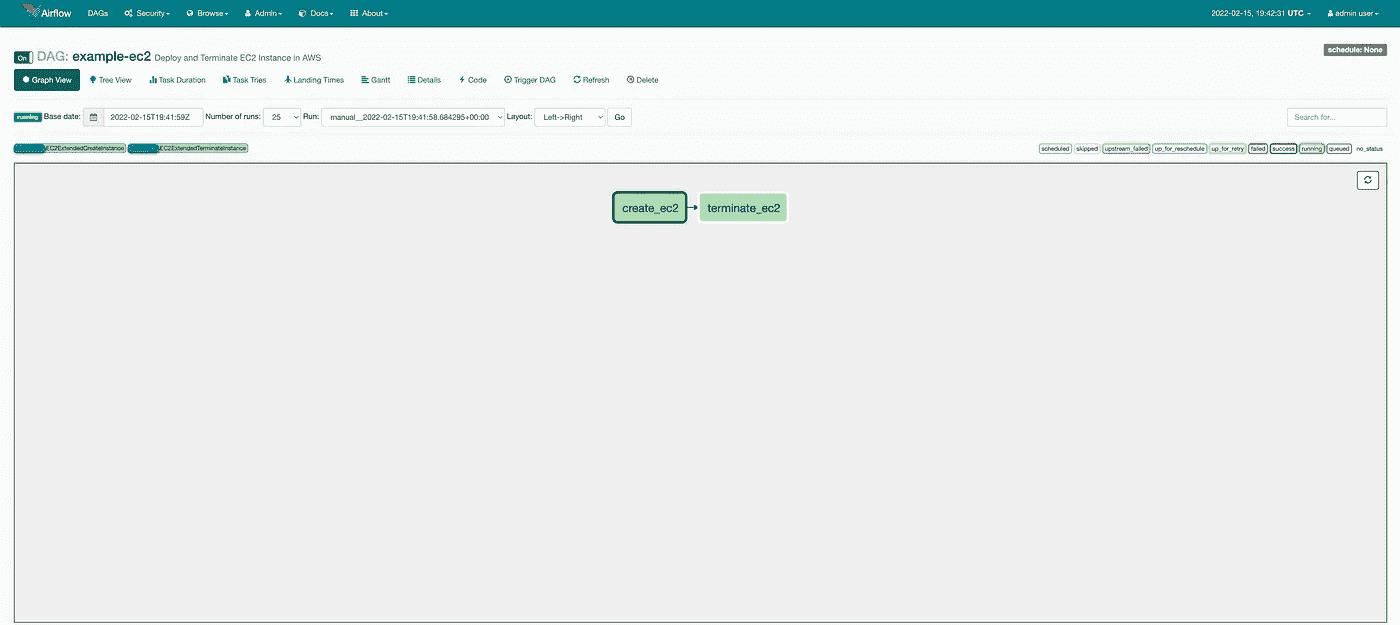 Airflow DAGs Security Browse Admin Docs About 2022-02-15, 19:42:31 UTC admin user
On DAG: example-ec2 Deploy and Terminate EC2 Instance in AWS schedule: None
Graph View Tree View Task Duration Task Tries Landing Times Gantt Details Code Trigger DAG Refresh Delete
running Base date: 2022-02-15T19:41:59Z Number of runs: 25 Run: manual__2022-02-15T19:41:58.684295+00:00 Layout: Left->Right Go Search for...
EC2ExtendedCreateInstance EC2ExtendedTerminateInstance scheduled skipped upstream_failed up_for_reschedule up_for_retry failed success running queued no_status
create_ec2 terminate_ec2